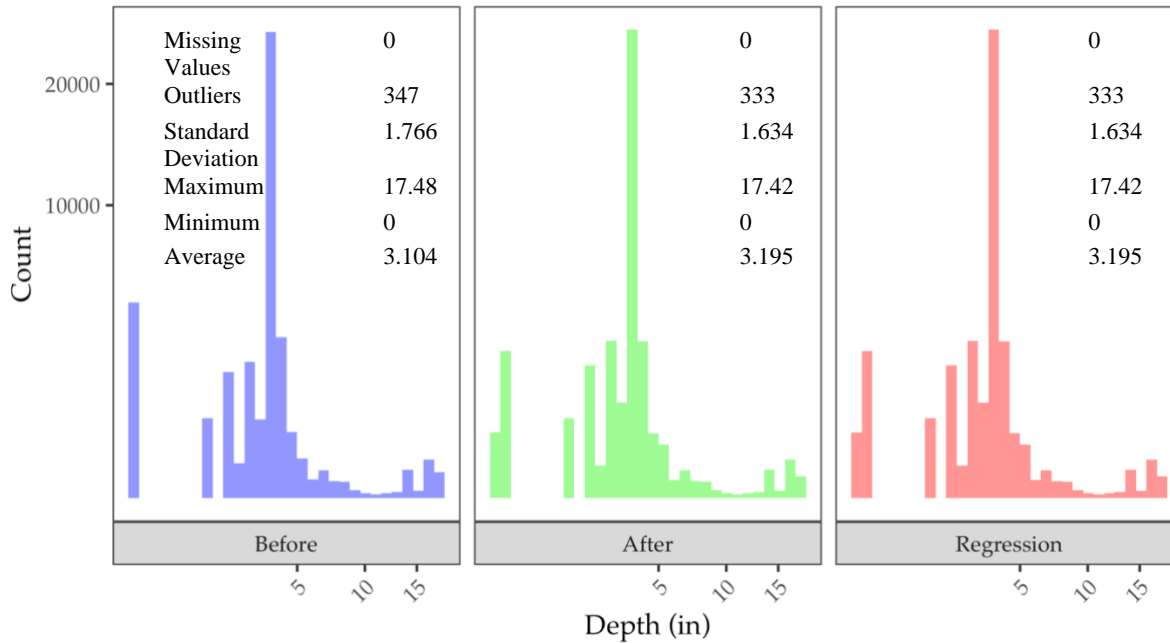 Missing Values 0 0 0
Outliers 347 333 333
Standard Deviation 1.766 1.634 1.634
Maximum 17.48 17.42 17.42
Minimum 0 0 0
Average 3.104 3.195 3.195
20000
10000
Count
Before After Regression
5 10 15 5 10 15 5 10 15
Depth (in)